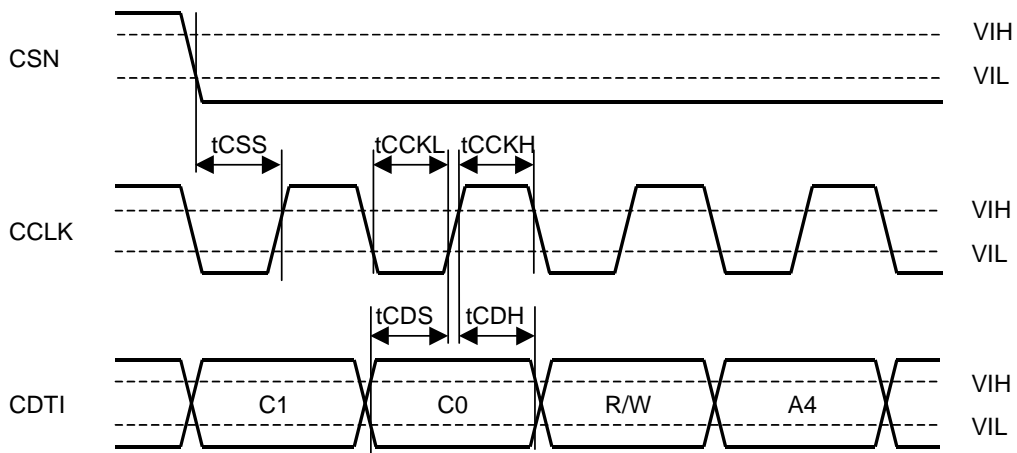 CSN
VIH
VIL
tCSS
tCCKL
tCCKH
CCLK
VIH
VIL
tCDS
tCDH
CDTI
C1
C0
R/W
A4
VIH
VIL